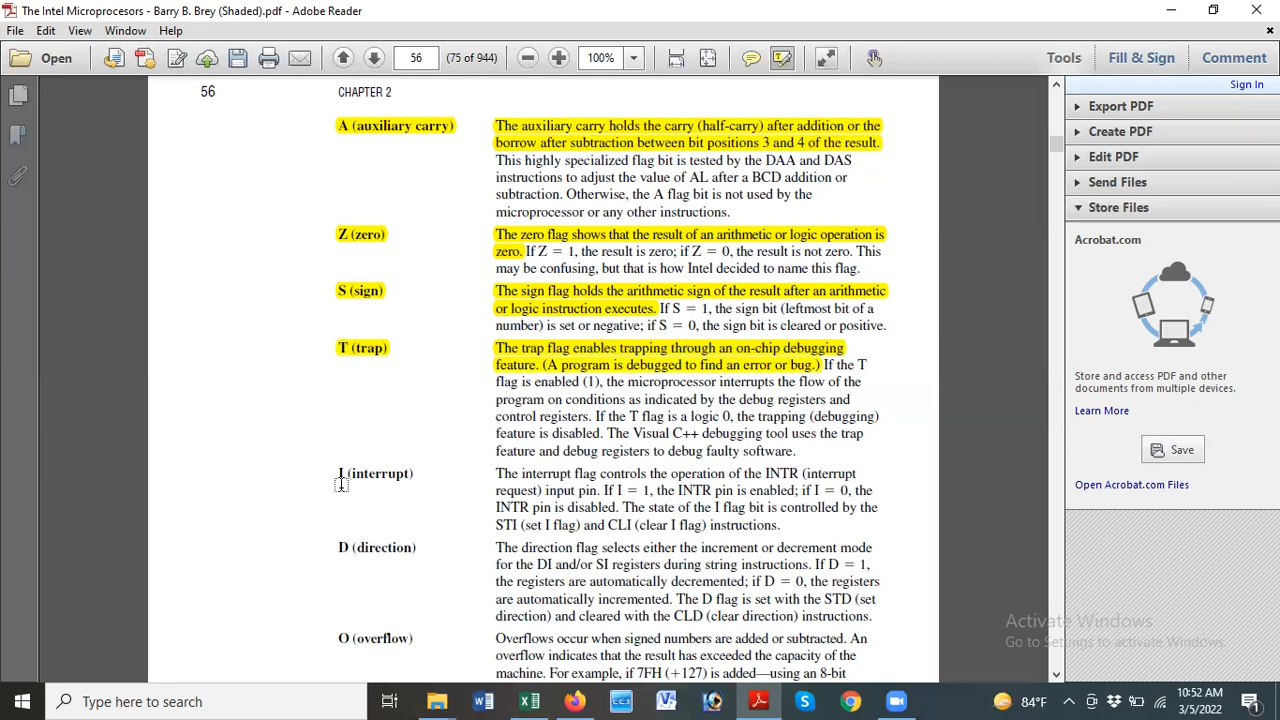 The Intel Microprocesors - Barry B. Brey (Shaded).pdf - Adobe Reader
File Edit View Window Help
Open 56 (75 of 944) 100% Tools Fill & Sign Comment
Sign In
56 CHAPTER 2
A (auxiliary carry) The auxiliary carry holds the carry (half-carry) after addition or the
borrow after subtraction between bit positions 3 and 4 of the result.
This highly specialized flag bit is tested by the DAA and DAS
instructions to adjust the value of AL after a BCD addition or
subtraction. Otherwise, the A flag bit is not used by the
microprocessor or any other instructions.
Z (zero) The zero flag shows that the result of an arithmetic or logic operation is
zero. If Z = 1, the result is zero; if Z = 0, the result is not zero. This
may be confusing, but that is how Intel decided to name this flag.
S (sign) The sign flag holds the arithmetic sign of the result after an arithmetic
or logic instruction executes. If S = 1, the sign bit (leftmost bit of a
number) is set or negative; if S = 0, the sign bit is cleared or positive.
T (trap) The trap flag enables trapping through an on-chip debugging
feature. (A program is debugged to find an error or bug.) If the T
flag is enabled (1), the microprocessor interrupts the flow of the
program on conditions as indicated by the debug registers and
control registers. If the T flag is a logic 0, the trapping (debugging)
feature is disabled. The Visual C++ debugging tool uses the trap
feature and debug registers to debug faulty software.
I (interrupt) The interrupt flag controls the operation of the INTR (interrupt
request) input pin. If I = 1, the INTR pin is enabled; if I = 0, the
INTR pin is disabled. The state of the I flag bit is controlled by the
STI (set I flag) and CLI (clear I flag) instructions.
D (direction) The direction flag selects either the increment or decrement mode
for the DI and/or SI registers during string instructions. If D = 1,
the registers are automatically decremented; if D = 0, the registers
are automatically incremented. The D flag is set with the STD (set
direction) and cleared with the CLD (clear direction) instructions.
O (overflow) Overflows occur when signed numbers are added or subtracted. An
overflow indicates that the result has exceeded the capacity of the
machine. For example, if 7FH (+127) is added—using an 8-bit
Export PDF
Create PDF
Edit PDF
Send Files
Store Files
Acrobat.com
Store and access PDF and other
documents from multiple devices.
Learn More
Save
Open Acrobat.com Files
Activate Windows
Go to Settings to activate Windows.
Type here to search
CC3
84°F
10:52 AM
3/5/2022
1